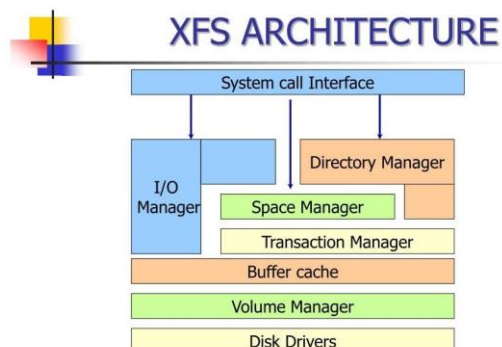 XFS ARCHITECTURE
System call Interface
I/O
Manager
Directory Manager
Space Manager
Transaction Manager
Buffer cache
Volume Manager
Disk Drivers